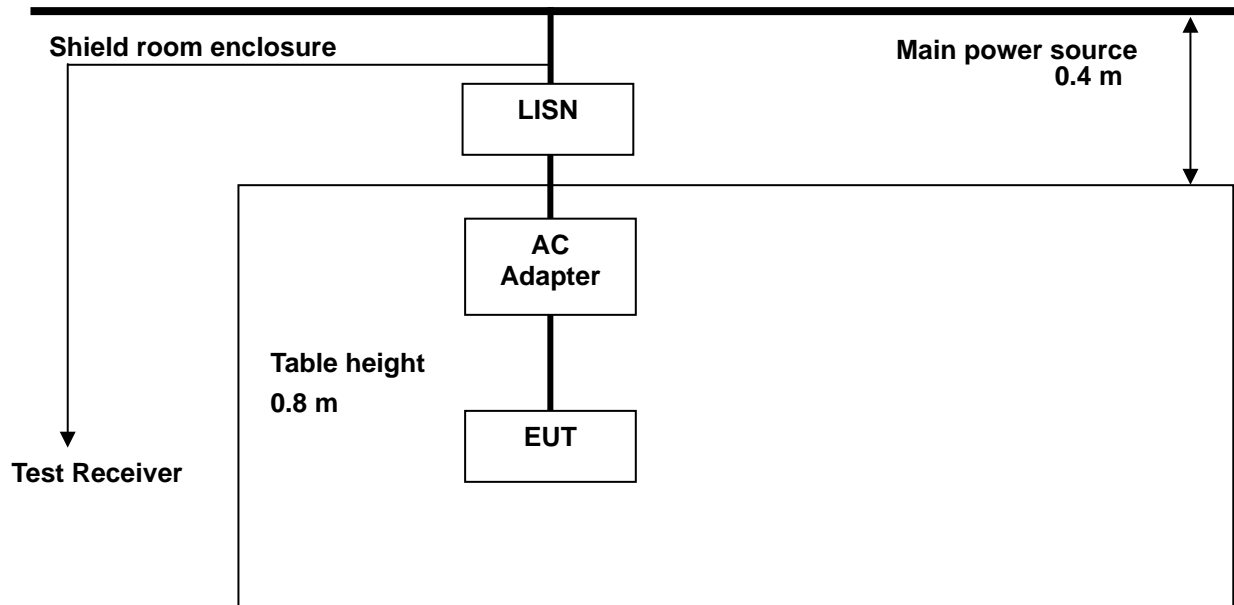 Shield room enclosure
Main power source
0.4 m
LISN
AC
Adapter
Table height
0.8 m
EUT
Test Receiver